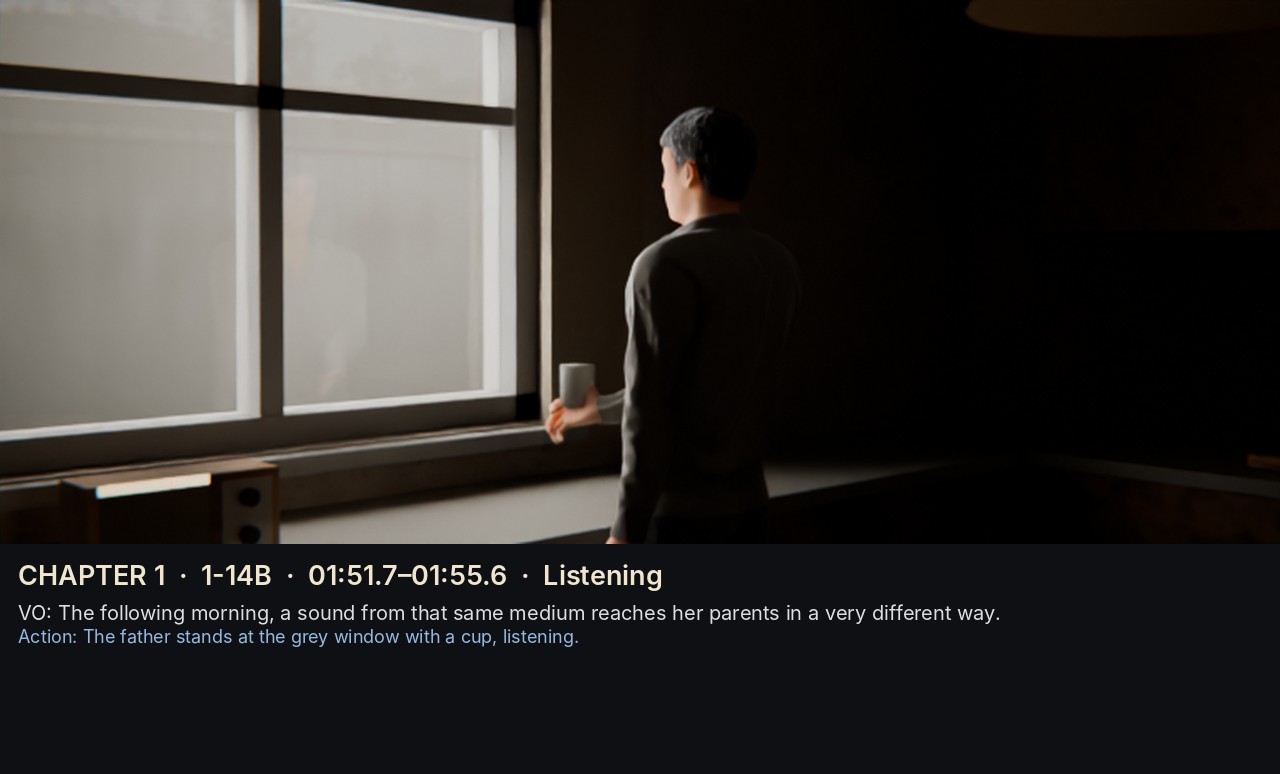 CHAPTER 1 · 1-14B · 01:51.7–01:55.6 · Listening
VO: The following morning, a sound from that same medium reaches her parents in a very different way.
Action: The father stands at the grey window with a cup, listening.